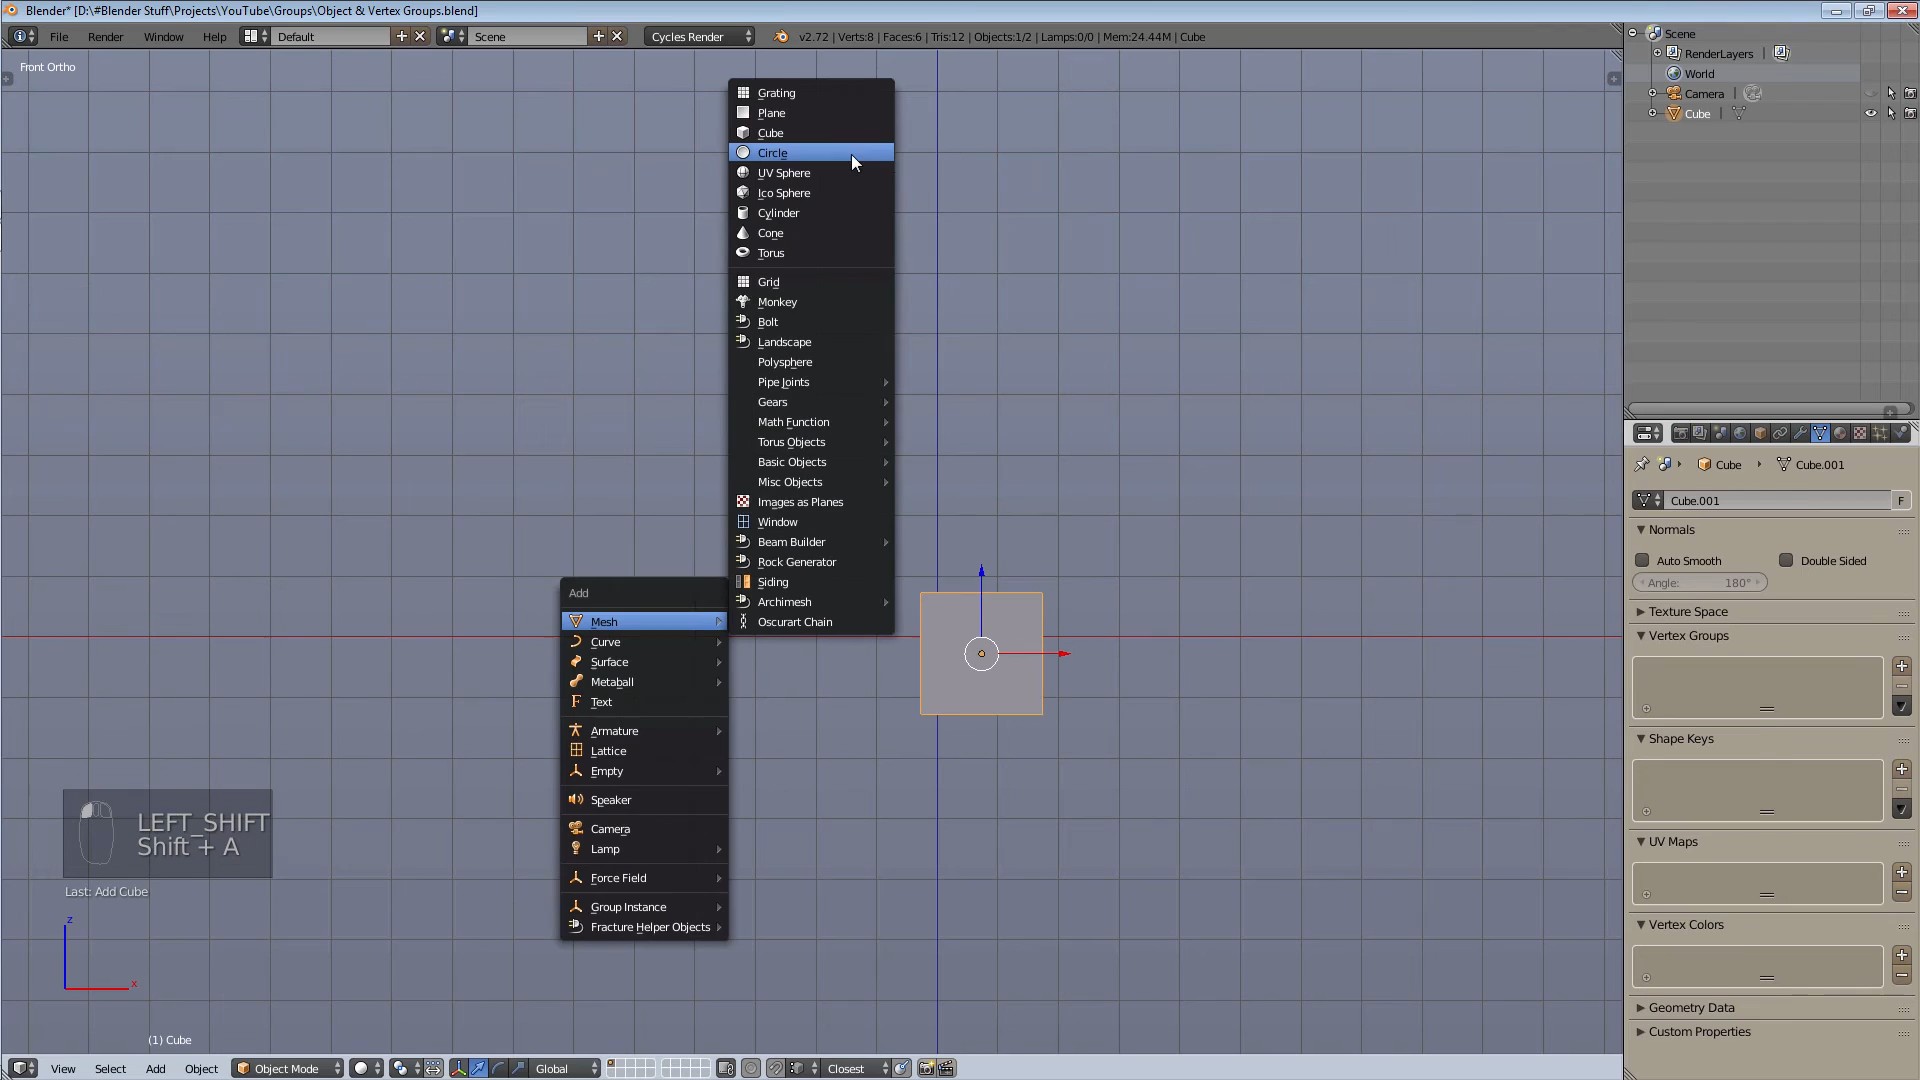 Blender* [D:\#Blender Stuff\Projects\YouTube\Groups\Object & Vertex Groups.blend]
File Render Window Help Default Scene Cycles Render v2.72 | Verts:8 | Faces:6 | Tris:12 | Objects:1/2 | Lamps:0/0 | Mem:24.44M | Cube
Front Ortho
Grating
Plane
Cube
Circle
UV Sphere
Ico Sphere
Cylinder
Cone
Torus
Grid
Monkey
Bolt
Landscape
Polysphere
Pipe Joints
Gears
Math Function
Torus Objects
Basic Objects
Misc Objects
Images as Planes
Window
Beam Builder
Rock Generator
Siding
Archimesh
Oscurart Chain
Add
Mesh
Curve
Surface
Metaball
Text
Armature
Lattice
Empty
Speaker
Camera
Lamp
Force Field
Group Instance
Fracture Helper Objects
LEFT_SHIFT
Shift + A
Last: Add Cube
z
x
(1) Cube
View Select Add Object Object Mode Global Closest
Scene
RenderLayers
World
Camera
Cube
Cube Cube.001
Cube.001 F
Normals
Auto Smooth Double Sided
Angle: 180°
Texture Space
Vertex Groups
Shape Keys
UV Maps
Vertex Colors
Geometry Data
Custom Properties